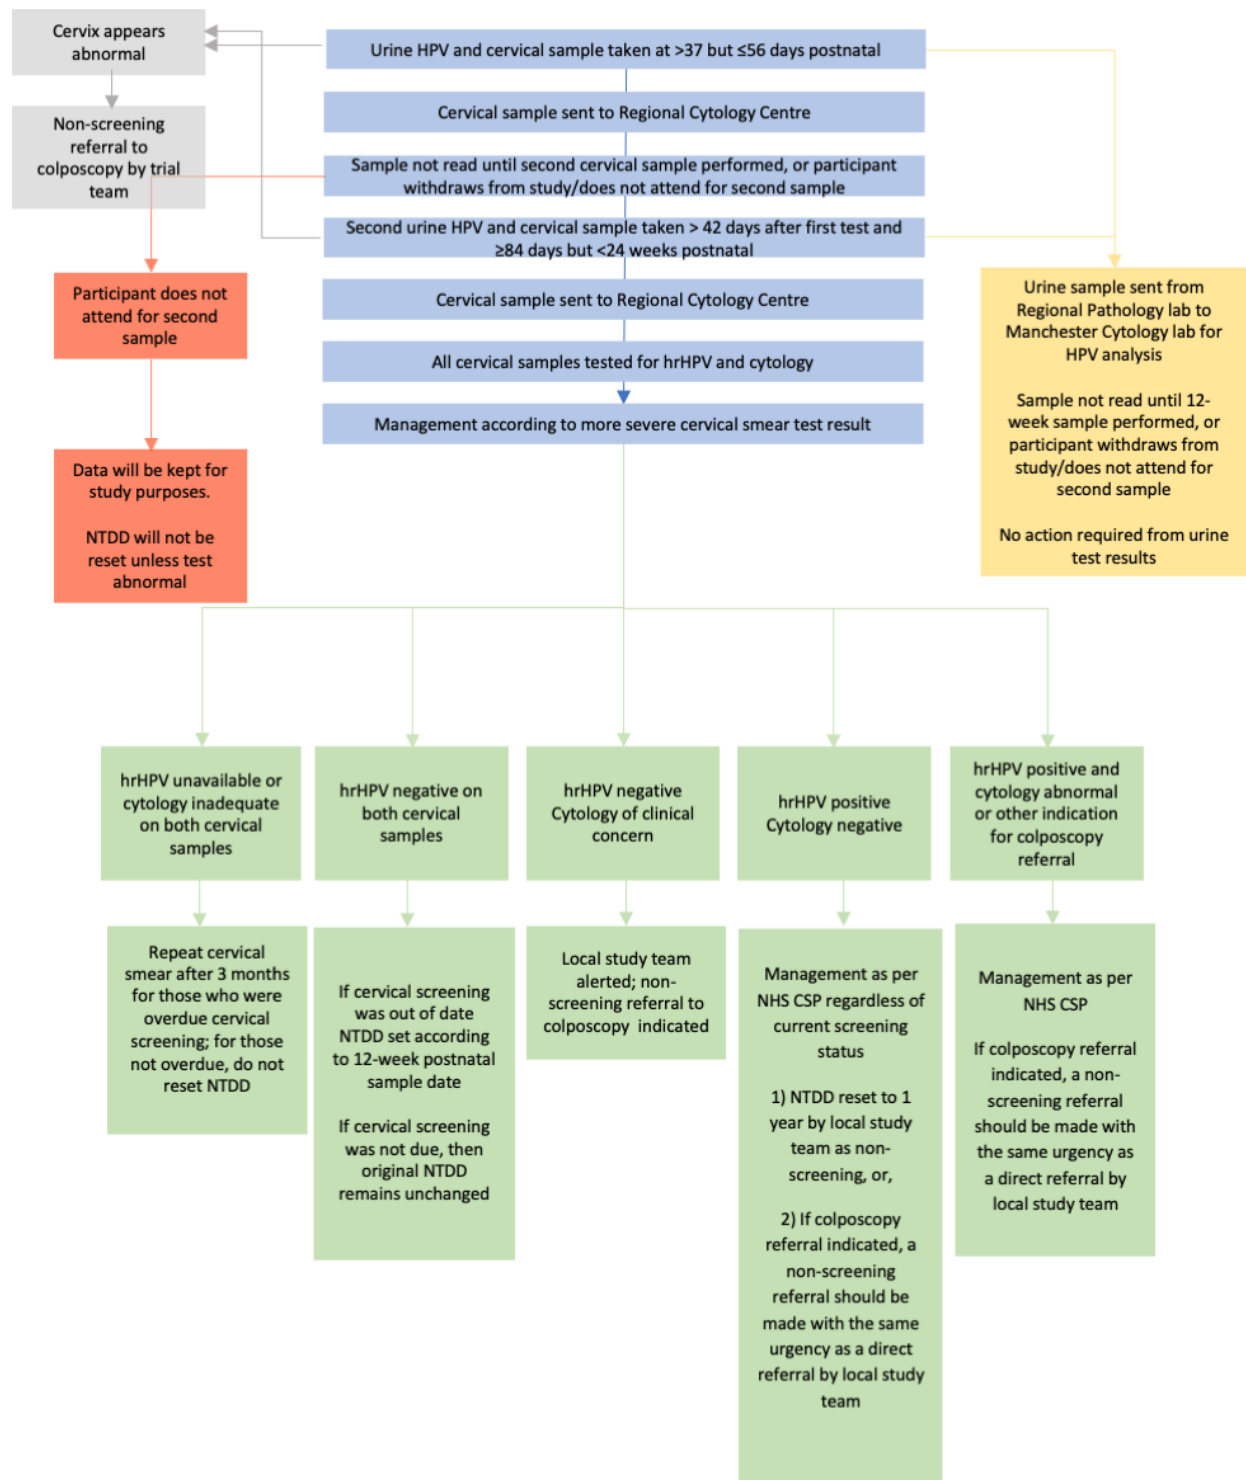 Cervix appears
abnormal
Urine HPV and cervical sample taken at >37 but ≤56 days postnatal
Cervical sample sent to Regional Cytology Centre
Non-screening
referral to
colposcopy by trial
team
Sample not read until second cervical sample performed, or participant
withdraws from study/does not attend for second sample
Second urine HPV and cervical sample taken > 42 days after first test and
≥84 days but <24 weeks postnatal
Participant does not
attend for second
sample
Cervical sample sent to Regional Cytology Centre
All cervical samples tested for hrHPV and cytology
Management according to more severe cervical smear test result
Urine sample sent from
Regional Pathology lab to
Manchester Cytology lab for
HPV analysis
Sample not read until 12-
week sample performed, or
participant withdraws from
study/does not attend for
second sample
No action required from urine
test results
Data will be kept for
study purposes.
NTDD will not be
reset unless test
abnormal
hrHPV unavailable or
cytology inadequate
on both cervical
samples
hrHPV negative on
both cervical
samples
hrHPV negative
Cytology of clinical
concern
hrHPV positive
Cytology negative
hrHPV positive and
cytology abnormal
or other indication
for colposcopy
referral
Repeat cervical
smear after 3 months
for those who were
overdue cervical
screening; for those
not overdue, do not
reset NTDD
If cervical screening
was out of date
NTDD set according
to 12-week postnatal
sample date
If cervical screening
was not due, then
original NTDD
remains unchanged
Local study team
alerted; non-
screening referral to
colposcopy indicated
Management as per
NHS CSP regardless of
current screening
status
1) NTDD reset to 1
year by local study
team as non-
screening, or,
2) If colposcopy
referral indicated, a
non-screening
referral should be
made with the same
urgency as a direct
referral by local study
team
Management as per
NHS CSP
If colposcopy referral
indicated, a non-
screening referral
should be made with
the same urgency as
a direct referral by
local study team